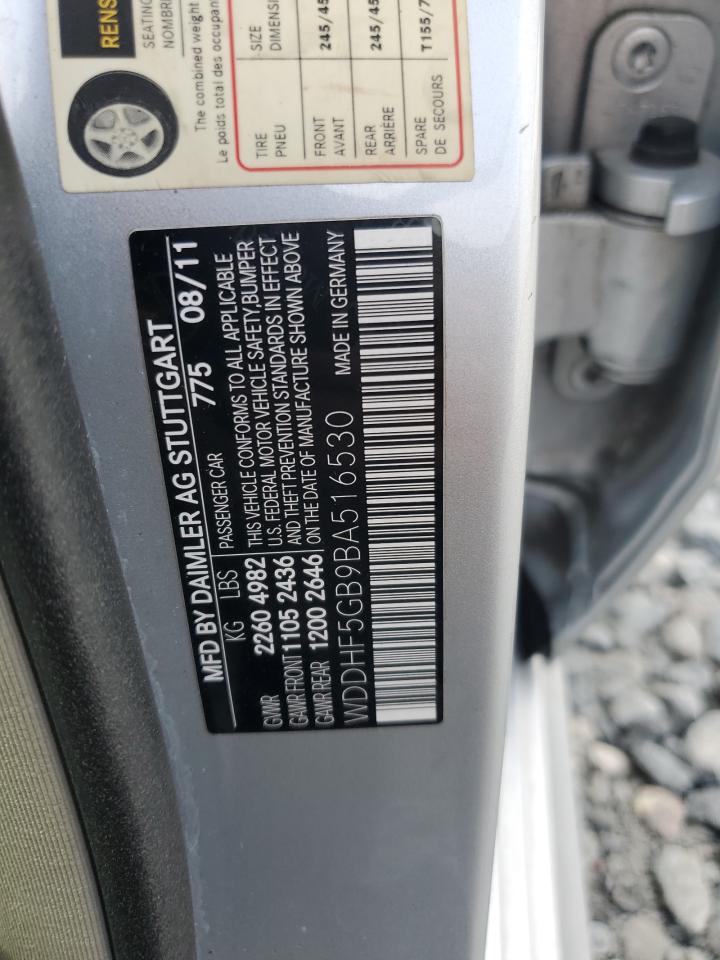 RENS
SEATING
NOMBRE
The combined weight
Le poids total des occupan
TIRE SIZE
PNEU DIMENSI
FRONT 245/45
AVANT
REAR 245/45
ARRIÈRE
SPARE T155/7
DE SECOURS
MFD BY DAIMLER AG STUTTGART
775 08/11
KG LBS PASSENGER CAR
GVWR 2260 4982 THIS VEHICLE CONFORMS TO ALL APPLICABLE
GAWR FRONT 1105 2436 U.S. FEDERAL MOTOR VEHICLE SAFETY,BUMPER
GAWR REAR 1200 2646 AND THEFT PREVENTION STANDARDS IN EFFECT
ON THE DATE OF MANUFACTURE SHOWN ABOVE
WDDHF5GB9BA516530 MADE IN GERMANY